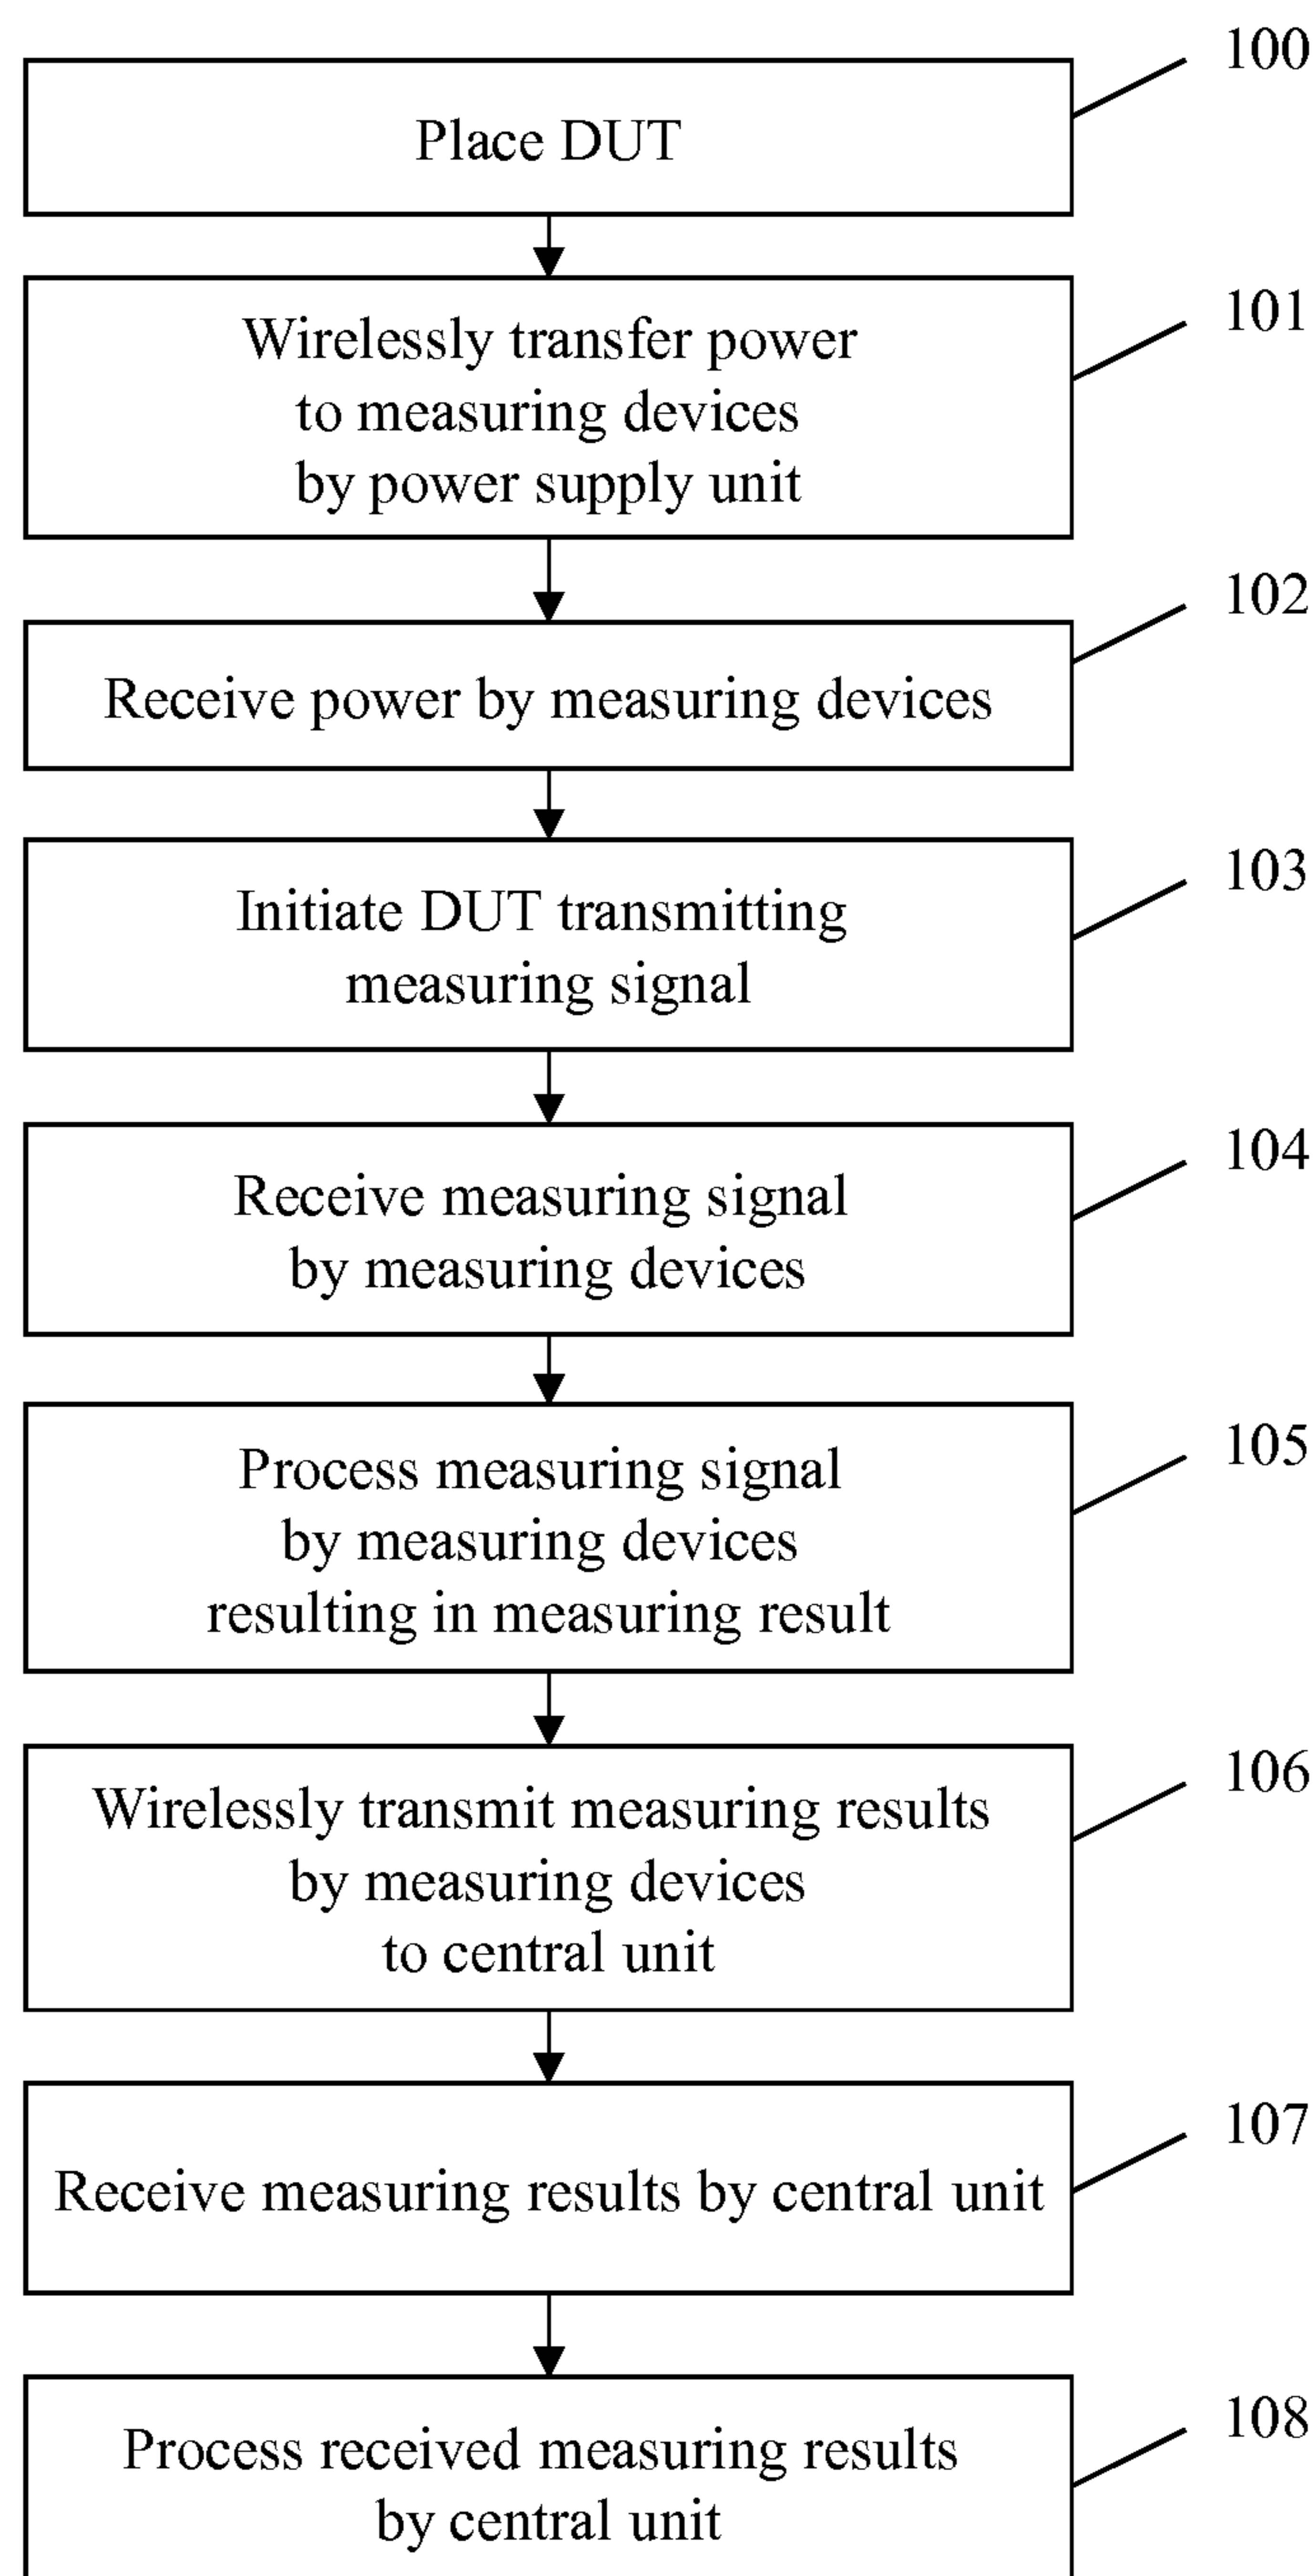 100
Place DUT
101
Wirelessly transfer power
to measuring devices
by power supply unit
102
Receive power by measuring devices
103
Initiate DUT transmitting
measuring signal
104
Receive measuring signal
by measuring devices
105
Process measuring signal
by measuring devices
resulting in measuring result
106
Wirelessly transmit measuring results
by measuring devices
to central unit
107
Receive measuring results by central unit
108
Process received measuring results
by central unit